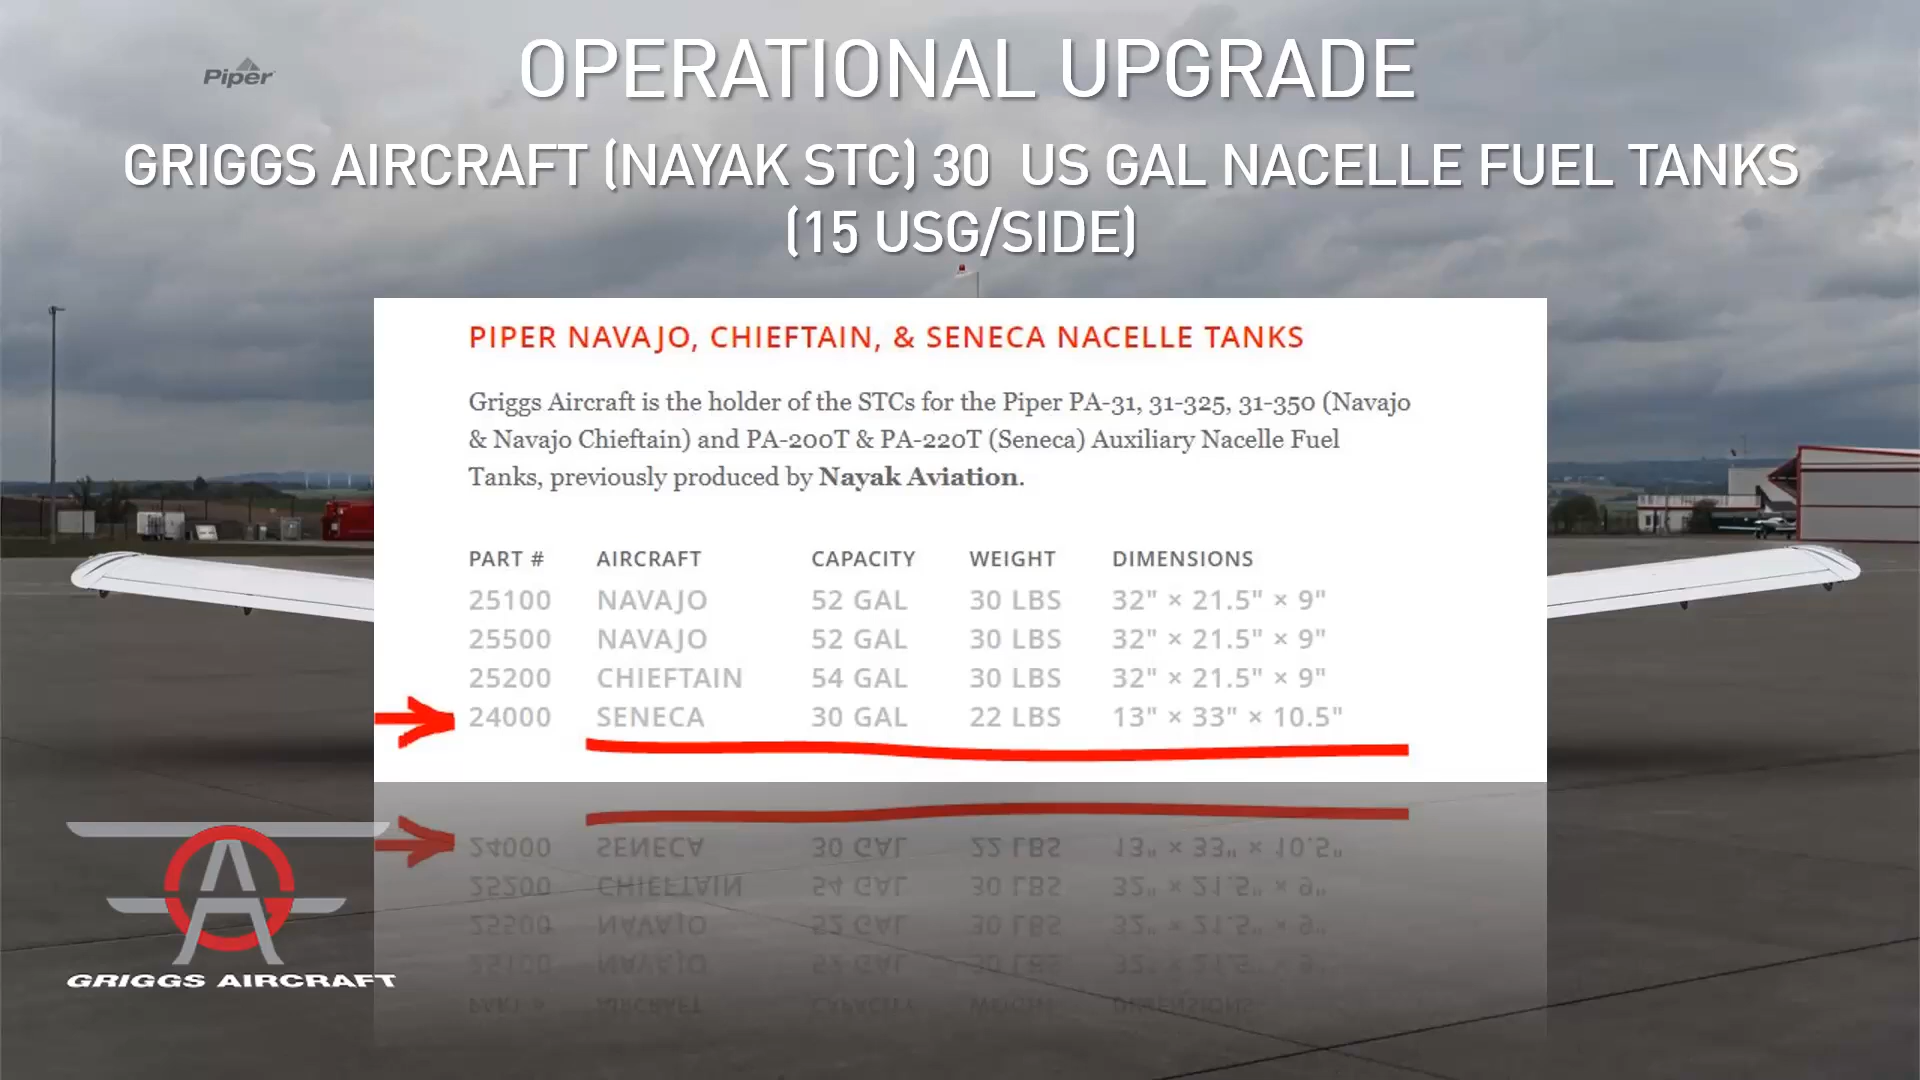 Piper
OPERATIONAL UPGRADE
GRIGGS AIRCRAFT (NAYAK STC) 30 US GAL NACELLE FUEL TANKS
(15 USG/SIDE)
PIPER NAVAJO, CHIEFTAIN, & SENECA NACELLE TANKS
Griggs Aircraft is the holder of the STCs for the Piper PA-31, 31-325, 31-350 (Navajo
& Navajo Chieftain) and PA-200T & PA-220T (Seneca) Auxiliary Nacelle Fuel
Tanks, previously produced by Nayak Aviation.
PART # AIRCRAFT CAPACITY WEIGHT DIMENSIONS
25100 NAVAJO 52 GAL 30 LBS 32" × 21.5" × 9"
25500 NAVAJO 52 GAL 30 LBS 32" × 21.5" × 9"
25200 CHIEFTAIN 54 GAL 30 LBS 32" × 21.5" × 9"
24000 SENECA 30 GAL 22 LBS 13" × 33" × 10.5"
GRIGGS AIRCRAFT